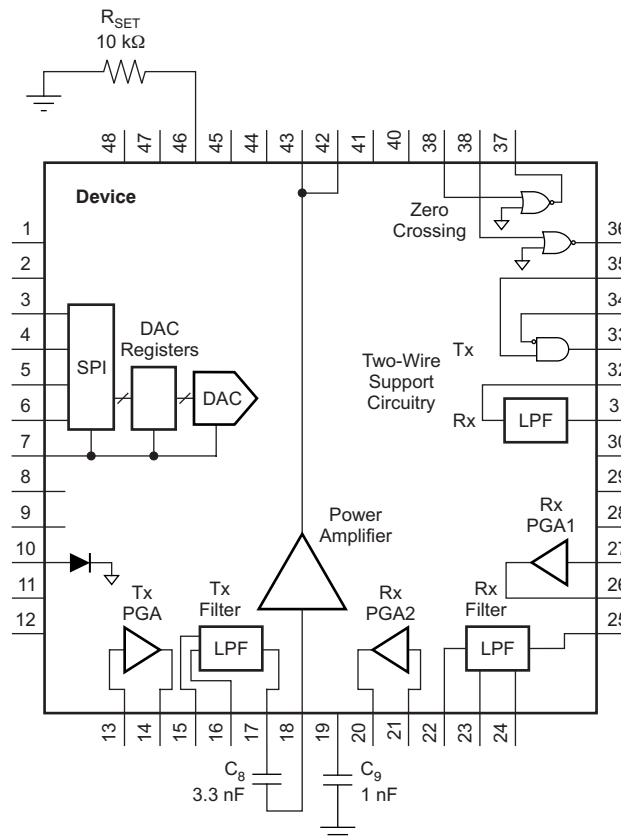 R_SET
10 kΩ
48
47
46
45
44
43
42
41
40
38
38
37
Device
Zero
Crossing
1
2
3
4
5
6
7
8
9
10
11
12
36
35
34
33
32
3
30
29
28
27
26
25
DAC
Registers
SPI
DAC
Tx
Two-Wire
Support
Circuitry
Rx
LPF
Power
Amplifier
Rx
PGA1
Tx
PGA
Tx
Filter
LPF
Rx
PGA2
Rx
Filter
LPF
13
14
15
16
17
18
19
20
21
22
23
24
C₈
3.3 nF
C₉
1 nF